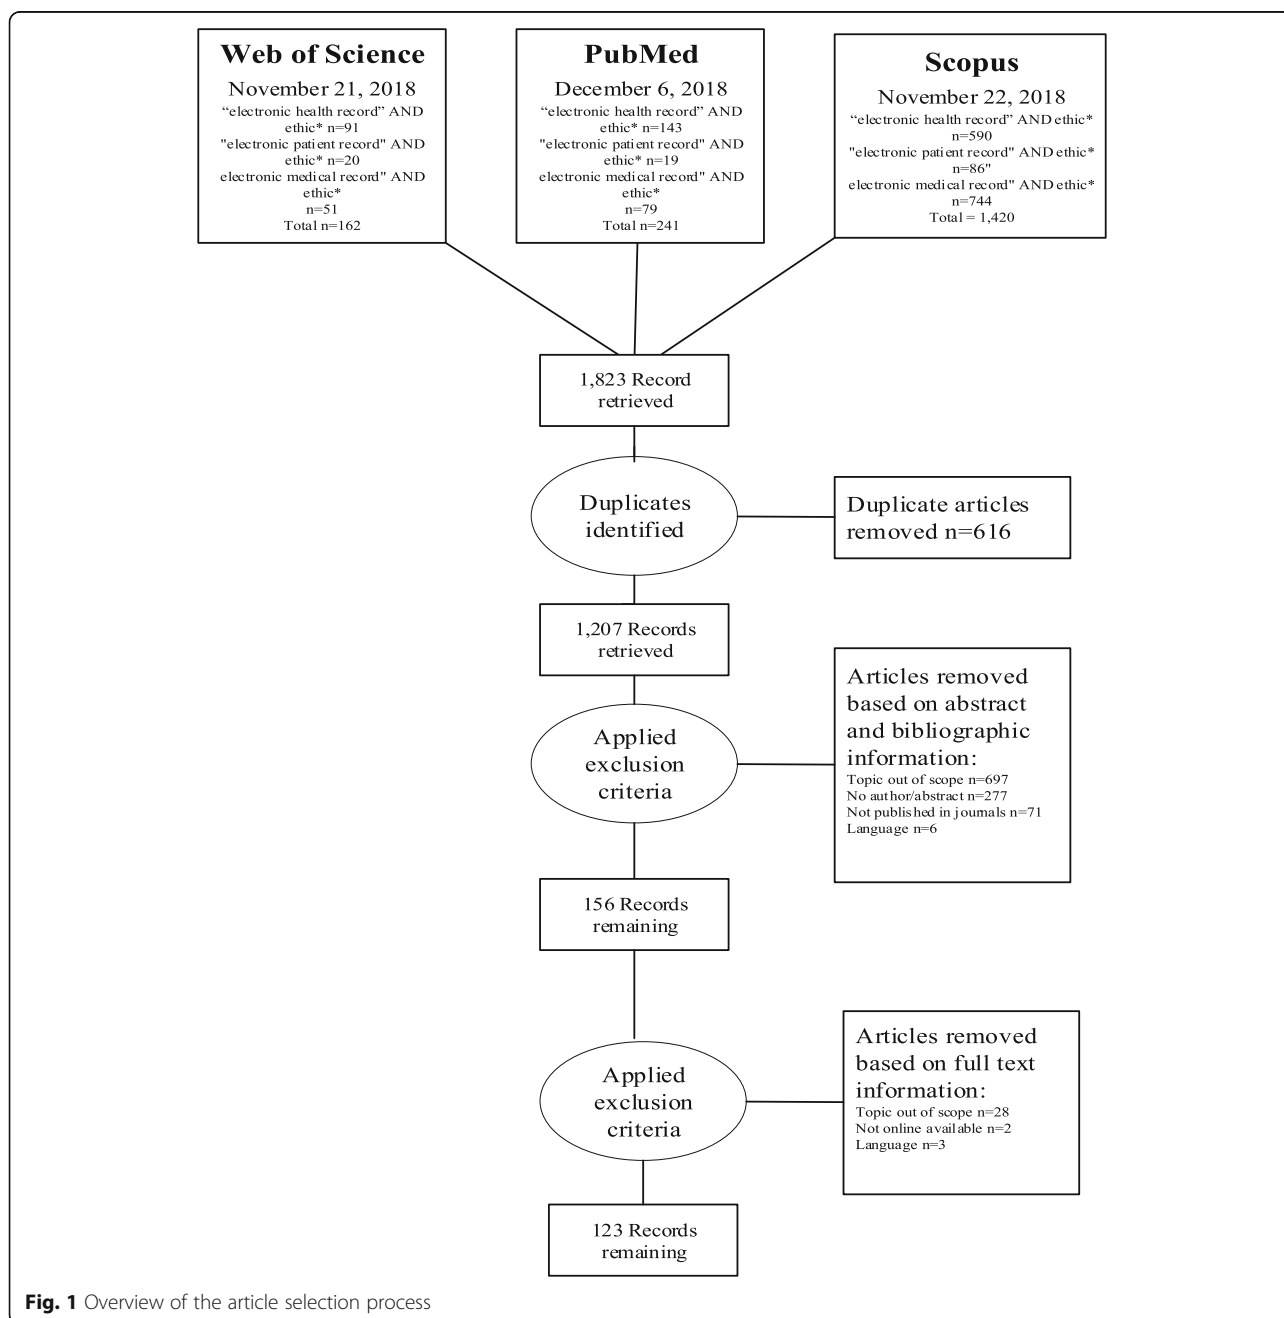 Web of Science
November 21, 2018
“electronic health record” AND
ethic* n=91
"electronic patient record" AND
ethic* n=20
electronic medical record" AND
ethic*
n=51
Total n=162
PubMed
December 6, 2018
“electronic health record” AND
ethic* n=143
"electronic patient record" AND
ethic* n=19
electronic medical record" AND
ethic*
n=79
Total n=241
Scopus
November 22, 2018
“electronic health record” AND ethic*
n=590
"electronic patient record" AND ethic*
n=86"
electronic medical record" AND ethic*
n=744
Total = 1,420
1,823 Record
retrieved
Duplicates
identified
Duplicate articles
removed n=616
1,207 Records
retrieved
Applied
exclusion
criteria
Articles removed
based on abstract
and bibliographic
information:
Topic out of scope n=697
No author/abstract n=277
Not published in journals n=71
Language n=6
156 Records
remaining
Applied
exclusion
criteria
Articles removed
based on full text
information:
Topic out of scope n=28
Not online available n=2
Language n=3
123 Records
remaining
Fig. 1 Overview of the article selection process